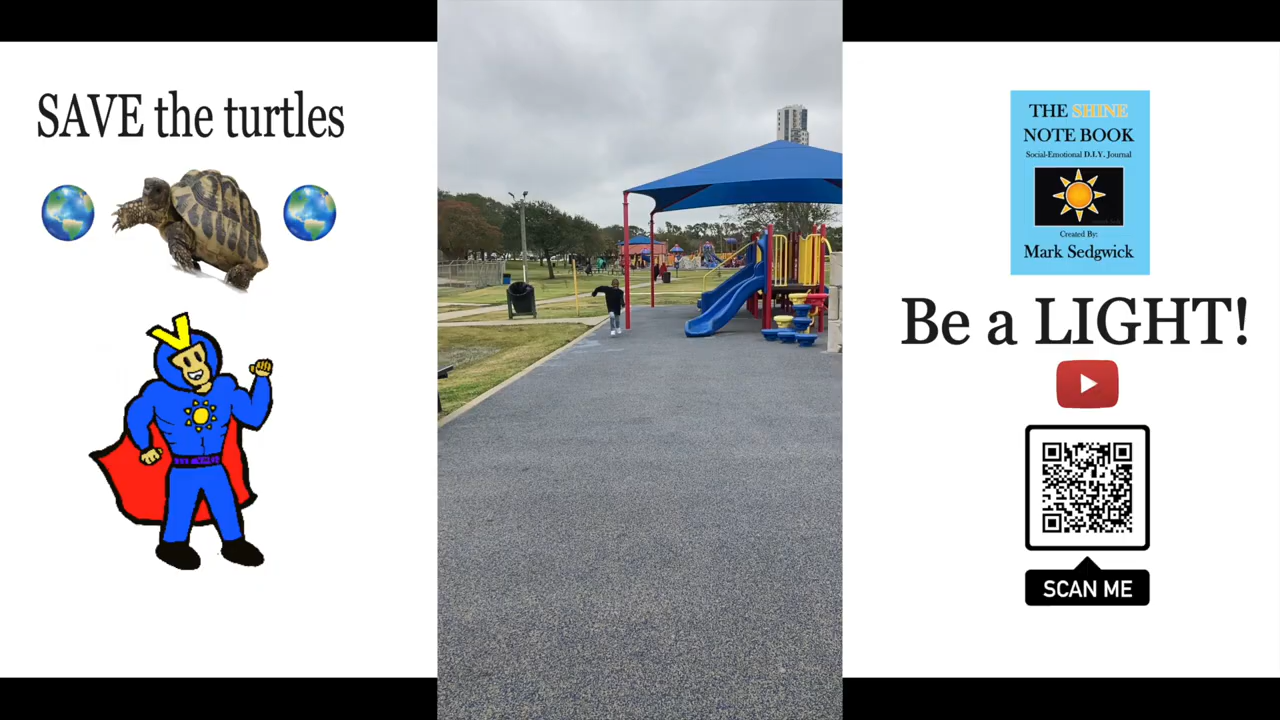 SAVE the turtles
V
THE SHINE
NOTE BOOK
Social-Emotional D.I.Y. Journal
Created By:
Mark Sedgwick
Be a LIGHT!
SCAN ME